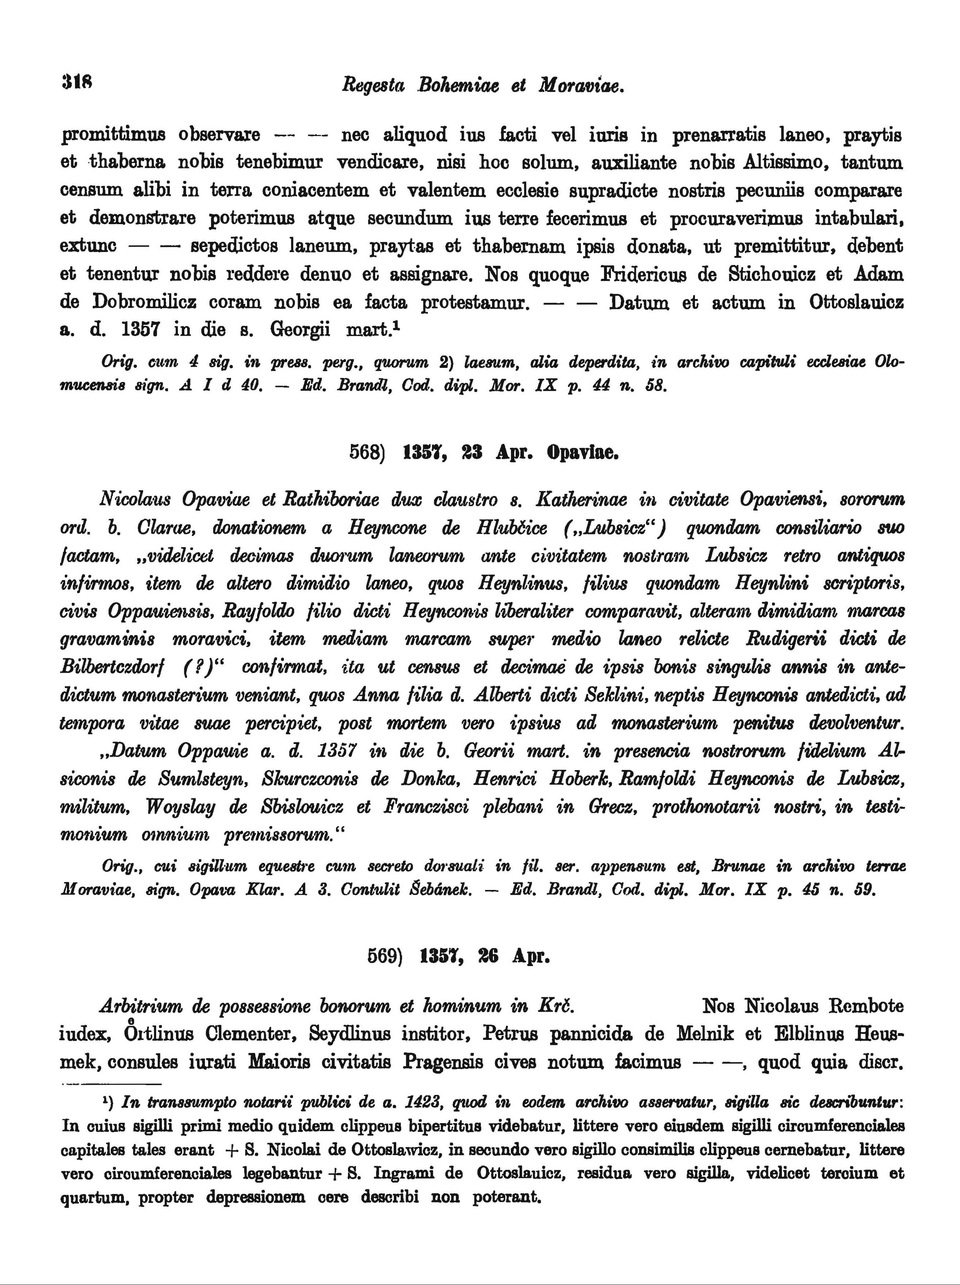 318 Regesta Bohemiae et Moraviae.
promittimus observare — — nec aliquod ius facti vel iuris in prenarratis laneo, praytis
et thaberna nobis tenebimur vendicare, nisi hoc solum, auxiliante nobis Altissimo, tantum
censum alibi in terra coniacentem et valentem ecclesie supradicte nostris pecuniis comparare
et demonstrare poterimus atque secundum ius terre fecerimus et procuraverimus intabulari,
extunc — — sepedictos laneum, praytas et thabernam ipsis donata, ut premittitur, debent
et tenentur nobis reddere denuo et assignare. Nos quoque Fridericus de Stichouicz et Adam
de Dobromilicz coram nobis ea facta protestamur. — — Datum et actum in Ottoslauicz
a. d. 1357 in die s. Georgii mart.¹
Orig. cum 4 sig. in press. perg., quorum 2) laesum, alia deperdita, in archivo capituli ecclesiae Olo-
mucensis sign. A I d 40. — Ed. Brandl, Cod. dipl. Mor. IX p. 44 n. 58.
568) 1357, 23 Apr. Opaviae.
Nicolaus Opaviae et Rathiboriae dux claustro s. Katherinae in civitate Opaviensi, sororum
ord. b. Clarae, donationem a Heyncone de Hlubčice („Lubsicz“) quondam consiliario suo
factam, „videlicet decimas duorum laneorum ante civitatem nostram Lubsicz retro antiquos
infirmos, item de altero dimidio laneo, quos Heynlinus, filius quondam Heynlini scriptoris,
civis Oppauiensis, Rayfoldo filio dicti Heynconis liberaliter comparavit, alteram dimidiam marcas
gravaminis moravici, item mediam marcam super medio laneo relicte Rudigerii dicti de
Bilbertczdorf (?)“ confirmat, ita ut census et decimae de ipsis bonis singulis annis in ante-
dictum monasterium veniant, quos Anna filia d. Alberti dicti Seklini, neptis Heynconis antedicti, ad
tempora vitae suae percipiet, post mortem vero ipsius ad monasterium penitus devolventur.
„Datum Oppauie a. d. 1357 in die b. Georii mart. in presencia nostrorum fidelium Al-
siconis de Sumlsteyn, Skurczconis de Donka, Henrici Hoberk, Ramfoldi Heynconis de Lubsicz,
militum, Woyslay de Sbislouicz et Franczisci plebani in Grecz, prothonotarii nostri, in testi-
monium omnium premissorum.“
Orig., cui sigillum equestre cum secreto dorsuali in fil. ser. appensum est, Brunae in archivo terrae
Moraviae, sign. Opava Klar. A 3. Contulit Šebánek. — Ed. Brandl, Cod. dipl. Mor. IX p. 45 n. 59.
569) 1357, 26 Apr.
Arbitrium de possessione bonorum et hominum in Krč. Nos Nicolaus Rembote
iudex, O̊rtlinus Clementer, Seydlinus institor, Petrus pannicida de Melnik et Elblinus Heus-
mek, consules iurati Maioris civitatis Pragensis cives notum facimus — —, quod quia discr.
¹) In transsumpto notarii publici de a. 1423, quod in eodem archivo asservatur, sigilla sic describuntur:
In cuius sigilli primi medio quidem clippeus bipertitus videbatur, littere vero eiusdem sigilli circumferenciales
capitales tales erant + S. Nicolai de Ottoslawicz, in secundo vero sigillo consimilis clippeus cernebatur, littere
vero circumferenciales legebantur + S. Ingrami de Ottoslauicz, residua vero sigilla, videlicet tercium et
quartum, propter depressionem cere describi non poterant.